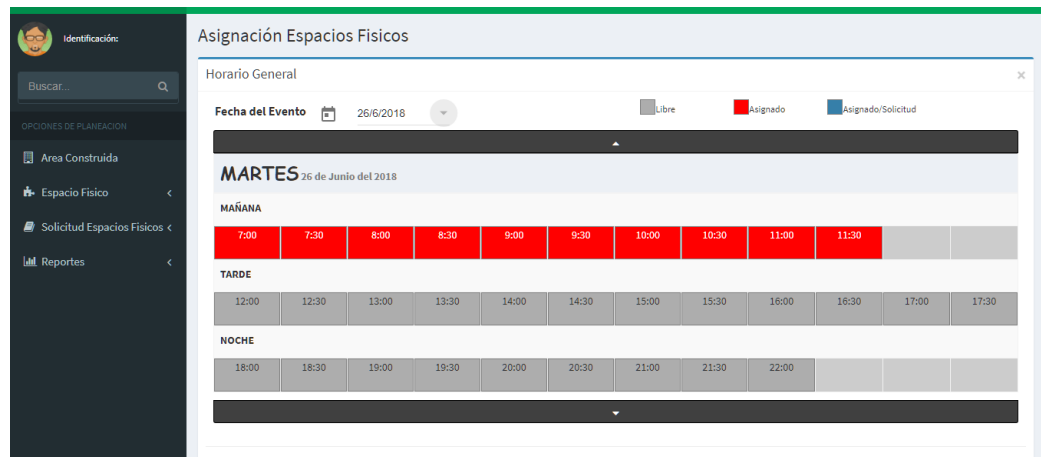 Identificación:
Buscar...
OPCIONES DE PLANEACION
Area Construida
Espacio Fisico
Solicitud Espacios Fisicos
Reportes
Asignación Espacios Fisicos
Horario General
Fecha del Evento 26/6/2018 Libre Asignado Asignado/Solicitud
MARTES 26 de Junio del 2018
MAÑANA
7:00 7:30 8:00 8:30 9:00 9:30 10:00 10:30 11:00 11:30
TARDE
12:00 12:30 13:00 13:30 14:00 14:30 15:00 15:30 16:00 16:30 17:00 17:30
NOCHE
18:00 18:30 19:00 19:30 20:00 20:30 21:00 21:30 22:00